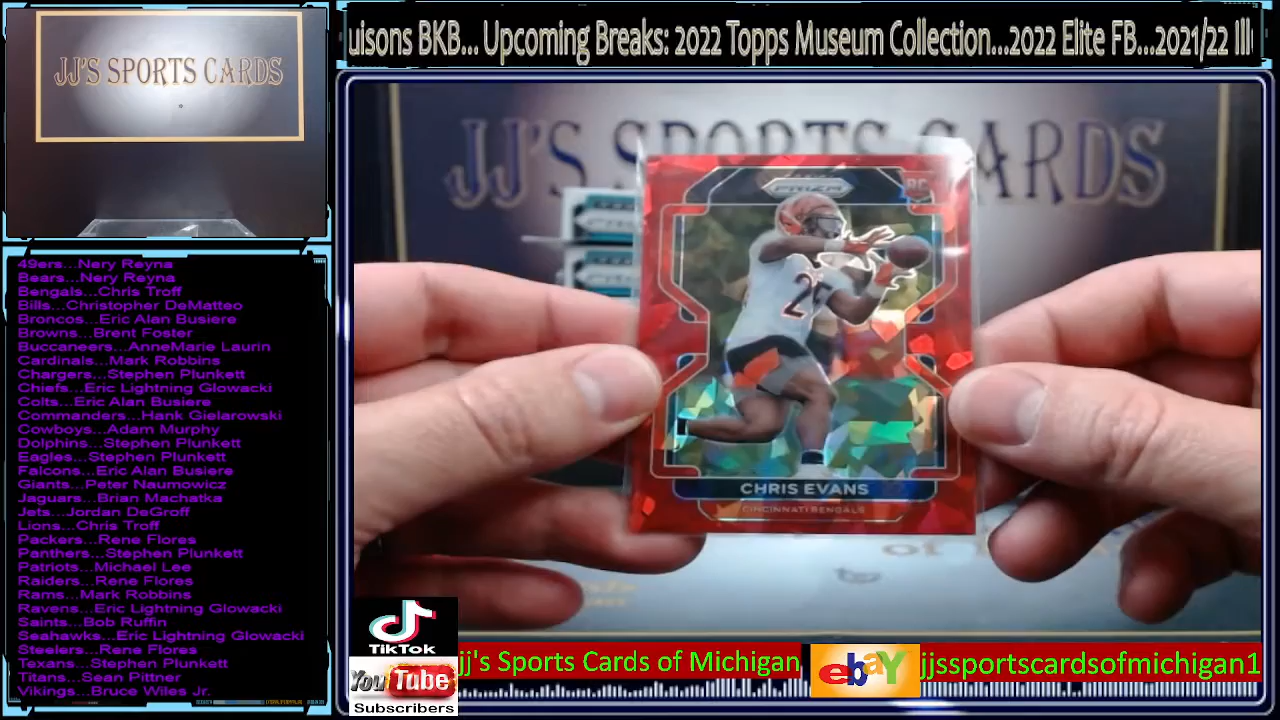 JJ'S SPORTS CARDS
uisons BKB... Upcoming Breaks: 2022 Topps Museum Collection...2022 Elite FB...2021/22 Ill
JJ'S SPORTS CARDS
PRIZM
RC
25
CHRIS EVANS
CINCINNATI BENGALS
49ers...Nery Reyna
Bears...Nery Reyna
Bengals...Chris Troff
Bills...Christopher DeMatteo
Broncos...Eric Alan Busiere
Browns...Brent Foster
Buccaneers...AnneMarie Laurin
Cardinals...Mark Robbins
Chargers...Stephen Plunkett
Chiefs...Eric Lightning Glowacki
Colts...Eric Alan Busiere
Commanders...Hank Gielarowski
Cowboys...Adam Murphy
Dolphins...Stephen Plunkett
Eagles...Stephen Plunkett
Falcons...Eric Alan Busiere
Giants...Peter Naumowicz
Jaguars...Brian Machatka
Jets...Jordan DeGroff
Lions...Chris Troff
Packers...Rene Flores
Panthers...Stephen Plunkett
Patriots...Michael Lee
Raiders...Rene Flores
Rams...Mark Robbins
Ravens...Eric Lightning Glowacki
Saints...Bob Ruffin
Seahawks...Eric Lightning Glowacki
Steelers...Rene Flores
Texans...Stephen Plunkett
Titans...Sean Pittner
Vikings...Bruce Wiles Jr.
TikTok
YouTube
Subscribers
jj's Sports Cards of Michigan
ebay
jjssportscardsofmichigan1